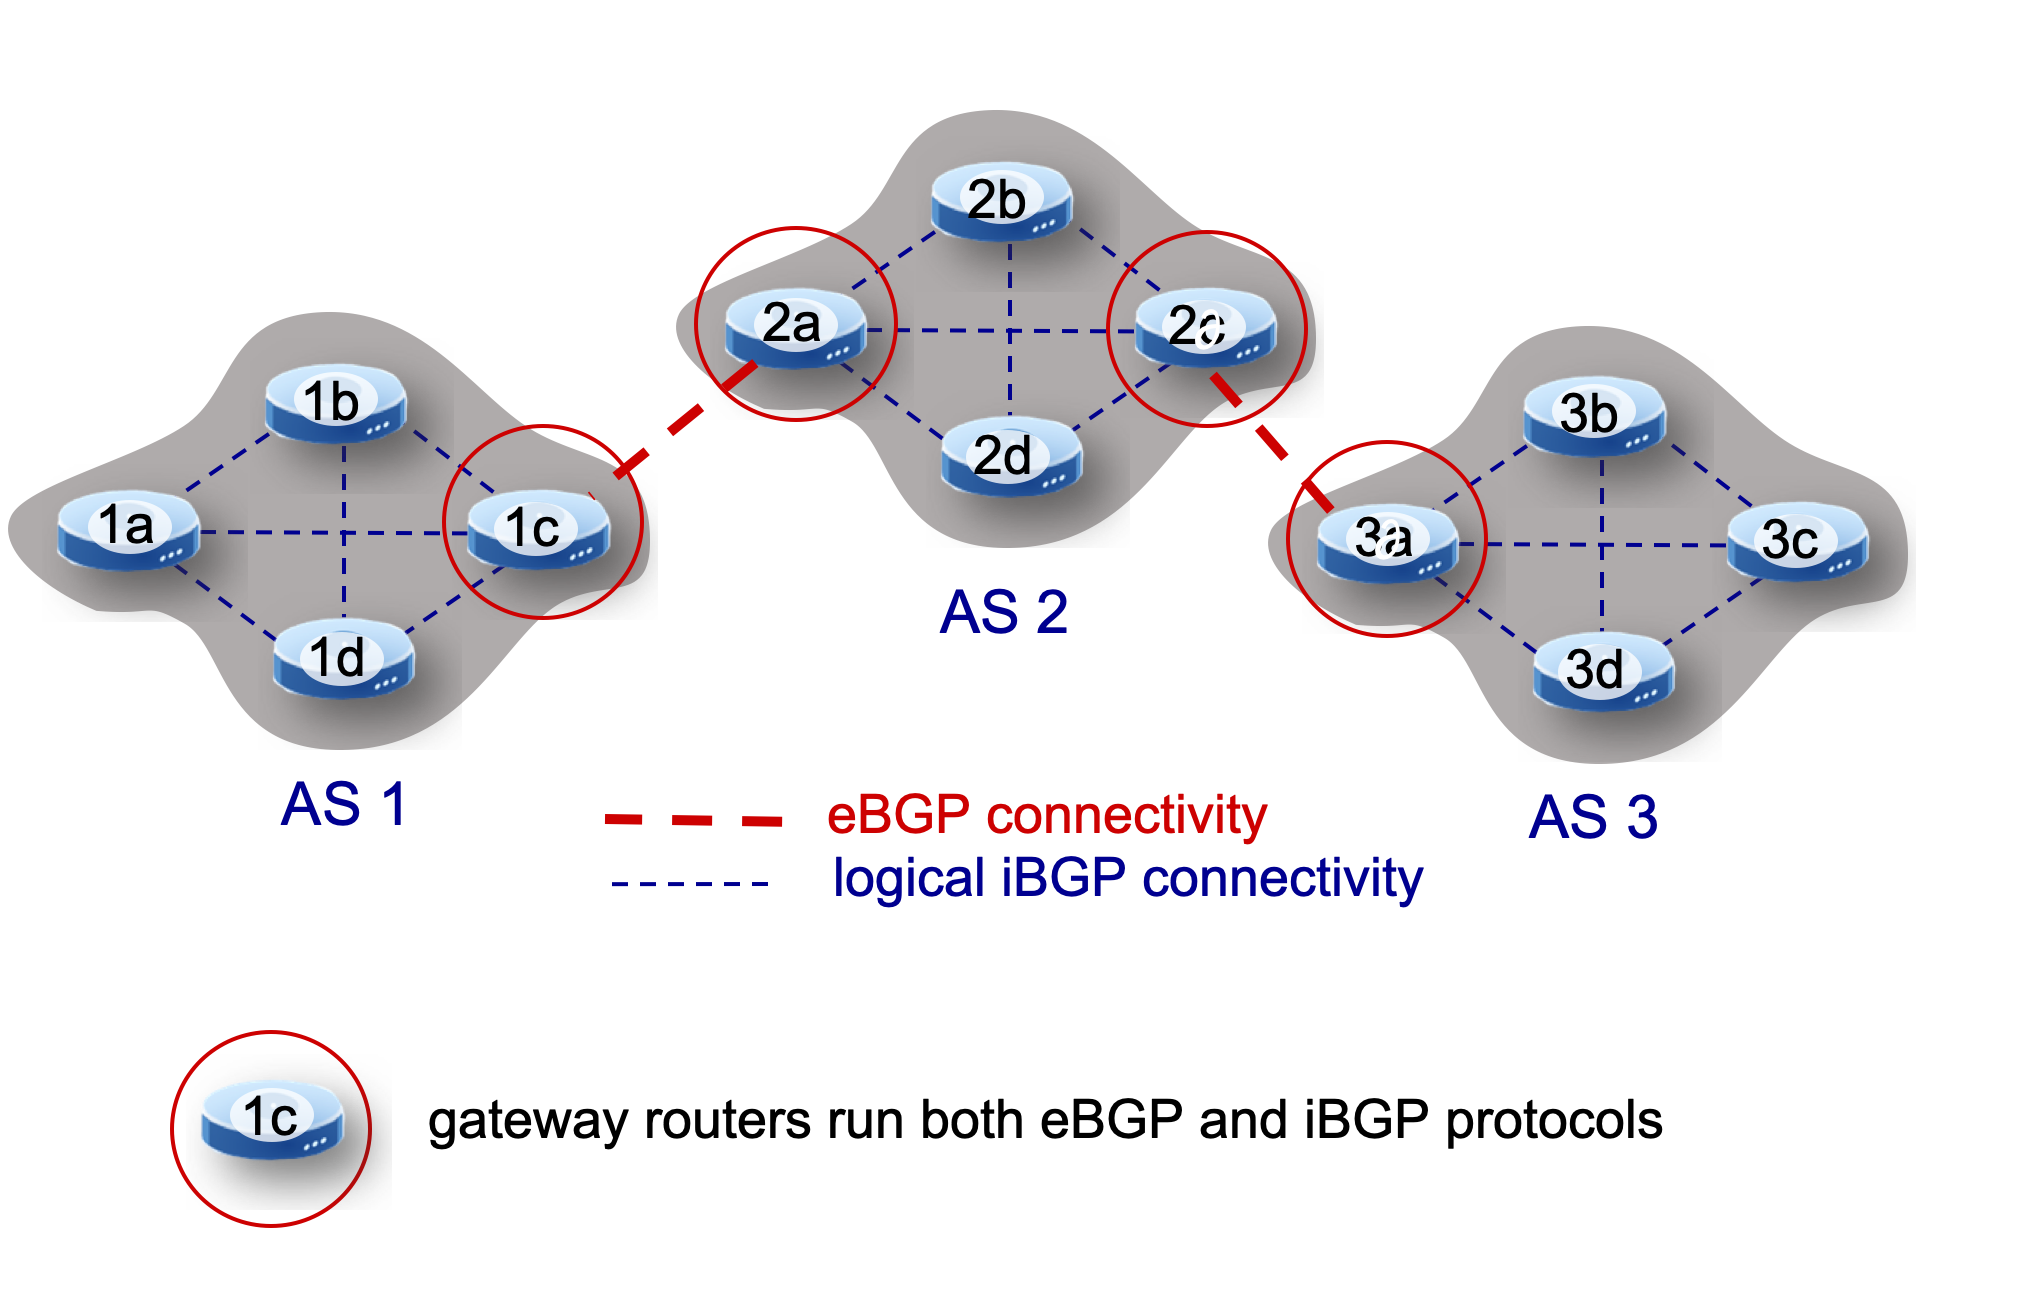 2b
2a
2c
2d
AS 2
1b
1a
1c
1d
AS 1
3b
3a
3c
3d
AS 3
eBGP connectivity
logical iBGP connectivity
1c
gateway routers run both eBGP and iBGP protocols